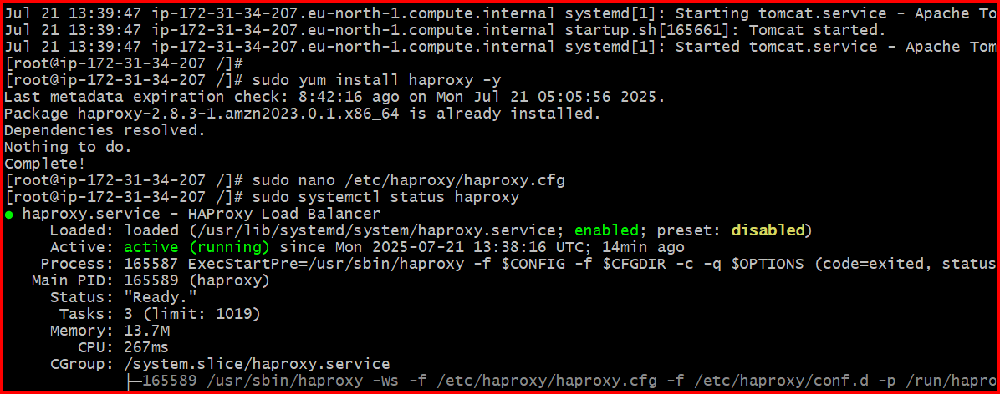 Jul 21 13:39:47 ip-172-31-34-207.eu-north-1.compute.internal systemd[1]: Starting tomcat.service - Apache To
Jul 21 13:39:47 ip-172-31-34-207.eu-north-1.compute.internal startup.sh[165661]: Tomcat started.
Jul 21 13:39:47 ip-172-31-34-207.eu-north-1.compute.internal systemd[1]: Started tomcat.service - Apache Tom
[root@ip-172-31-34-207 /]#
[root@ip-172-31-34-207 /]# sudo yum install haproxy -y
Last metadata expiration check: 8:42:16 ago on Mon Jul 21 05:05:56 2025.
Package haproxy-2.8.3-1.amzn2023.0.1.x86_64 is already installed.
Dependencies resolved.
Nothing to do.
Complete!
[root@ip-172-31-34-207 /]# sudo nano /etc/haproxy/haproxy.cfg
[root@ip-172-31-34-207 /]# sudo systemctl status haproxy
● haproxy.service - HAProxy Load Balancer
     Loaded: loaded (/usr/lib/systemd/system/haproxy.service; enabled; preset: disabled)
     Active: active (running) since Mon 2025-07-21 13:38:16 UTC; 14min ago
    Process: 165587 ExecStartPre=/usr/sbin/haproxy -f $CONFIG -f $CFGDIR -c -q $OPTIONS (code=exited, status
   Main PID: 165589 (haproxy)
     Status: "Ready."
      Tasks: 3 (limit: 1019)
     Memory: 13.7M
        CPU: 267ms
     CGroup: /system.slice/haproxy.service
             ├─165589 /usr/sbin/haproxy -Ws -f /etc/haproxy/haproxy.cfg -f /etc/haproxy/conf.d -p /run/hapro